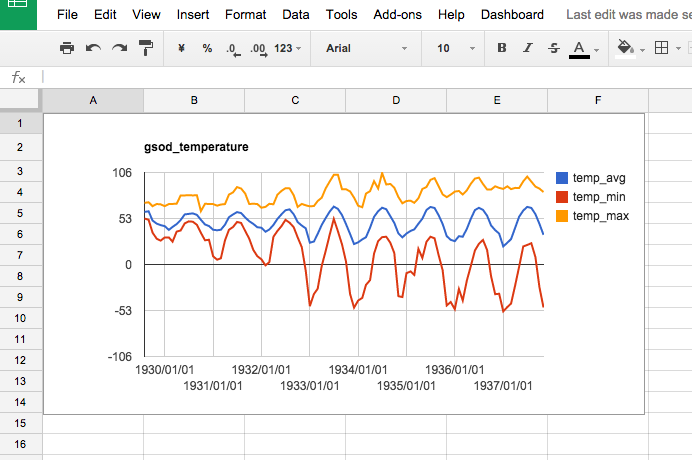 File Edit View Insert Format Data Tools Add-ons Help Dashboard Last edit was made
¥ % .0 .00 123 Arial 10 B I S A
fx
A B C D E F
1
2
3
4
5
6
7
8
9
10
11
12
13
14
15
16
gsod_temperature
106
53
0
-53
-106
1930/01/01 1932/01/01 1934/01/01 1936/01/01
1931/01/01 1933/01/01 1935/01/01 1937/01/01
temp_avg
temp_min
temp_max